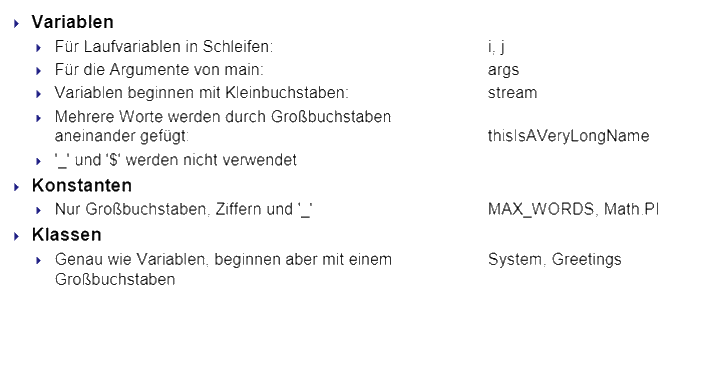 Variablen
Für Laufvariablen in Schleifen: i, j
Für die Argumente von main: args
Variablen beginnen mit Kleinbuchstaben: stream
Mehrere Worte werden durch Großbuchstaben
aneinander gefügt: thisIsAVeryLongName
'_' und '$' werden nicht verwendet
Konstanten
Nur Großbuchstaben, Ziffern und '_' MAX_WORDS, Math.PI
Klassen
Genau wie Variablen, beginnen aber mit einem System, Greetings
Großbuchstaben